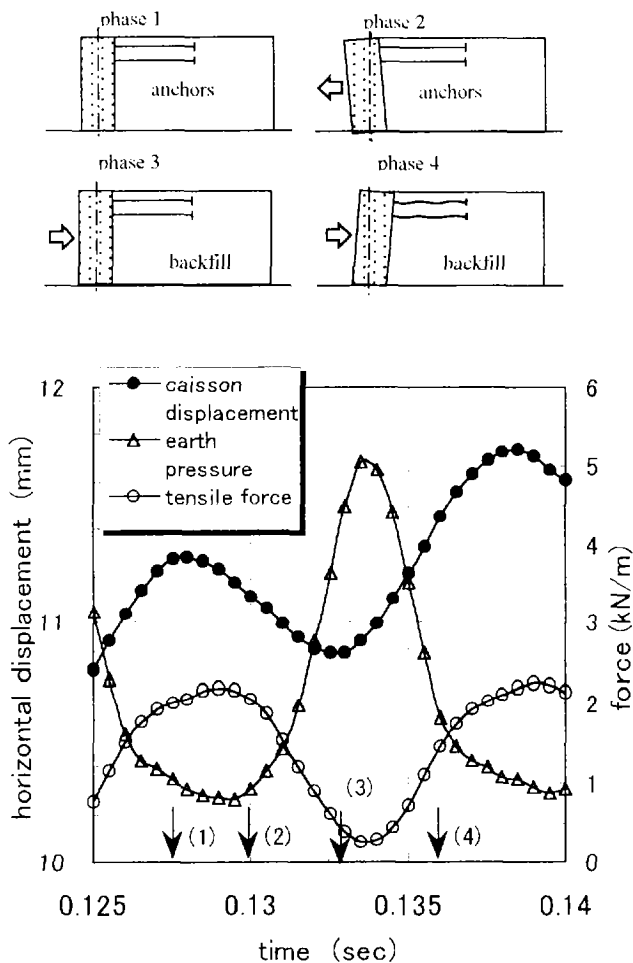 phase 1
phase 2
anchors
anchors
phase 3
phase 4
backfill
backfill
caisson
displacement
earth
pressure
tensile force
12
11
10
horizontal displacement (mm)
6
5
4
3
2
1
0
force (kN/m)
(1)
(2)
(3)
(4)
0.125
0.13
0.135
0.14
time (sec)